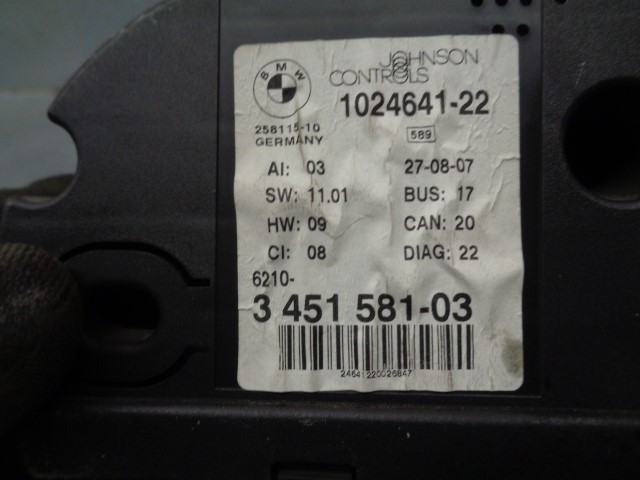 BMW
JOHNSON
CONTROLS
1024641-22
258115-10
GERMANY
589
AI: 03 27-08-07
SW: 11.01 BUS: 17
HW: 09 CAN: 20
CI: 08 DIAG: 22
6210-
3 451 581-03
24641220026847